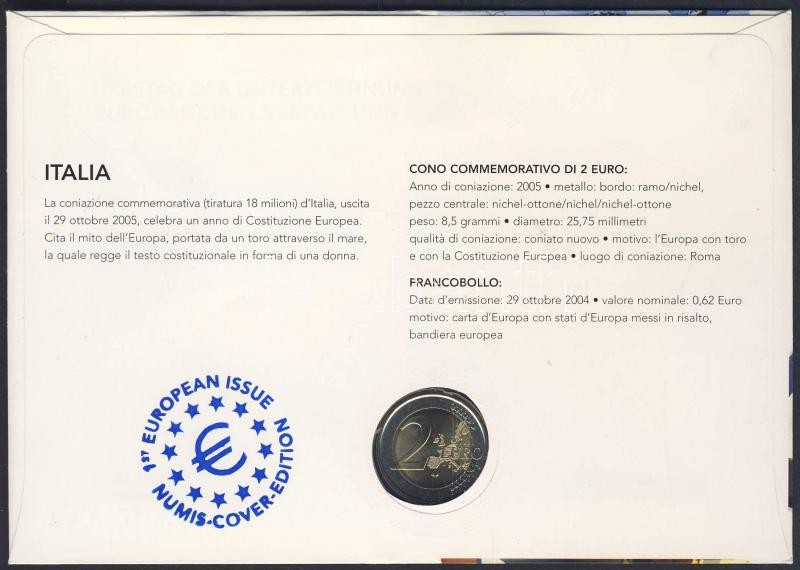 ITALIA
La coniazione commemorativa (tiratura 18 milioni) d'Italia, uscita
il 29 ottobre 2005, celebra un anno di Costituzione Europea.
Cita il mito dell'Europa, portata da un toro attraverso il mare,
la quale regge il testo costituzionale in forma di una donna.
CONO COMMEMORATIVO DI 2 EURO:
Anno di coniazione: 2005 • metallo: bordo: ramo/nichel,
pezzo centrale: nichel-ottone/nichel/nichel-ottone
peso: 8,5 grammi • diametro: 25,75 millimetri
qualità di coniazione: coniato nuovo • motivo: l'Europa con toro
e con la Costituzione Europea • luogo di coniazione: Roma
FRANCOBOLLO:
Data d'emissione: 29 ottobre 2004 • valore nominale: 0,62 Euro
motivo: carta d'Europa con stati d'Europa messi in risalto,
bandiera europea
1ST EUROPEAN ISSUE
€
NUMIS-COVER-EDITION
2